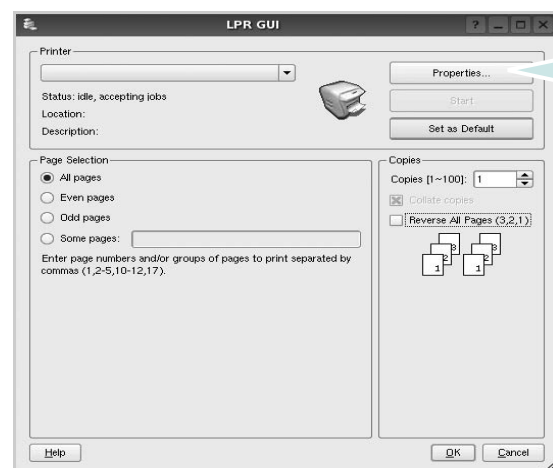 LPR GUI
Printer
Properties...
Status: idle, accepting jobs
Start
Location:
Description:
Set as Default
Page Selection
All pages
Even pages
Odd pages
Some pages:
Enter page numbers and/or groups of pages to print separated by
commas (1,2-5,10-12,17).
Copies
Copies [1~100]: 1
Collate copies
Reverse All Pages (3,2,1)
3 3
2 2
1 1
Help
OK
Cancel